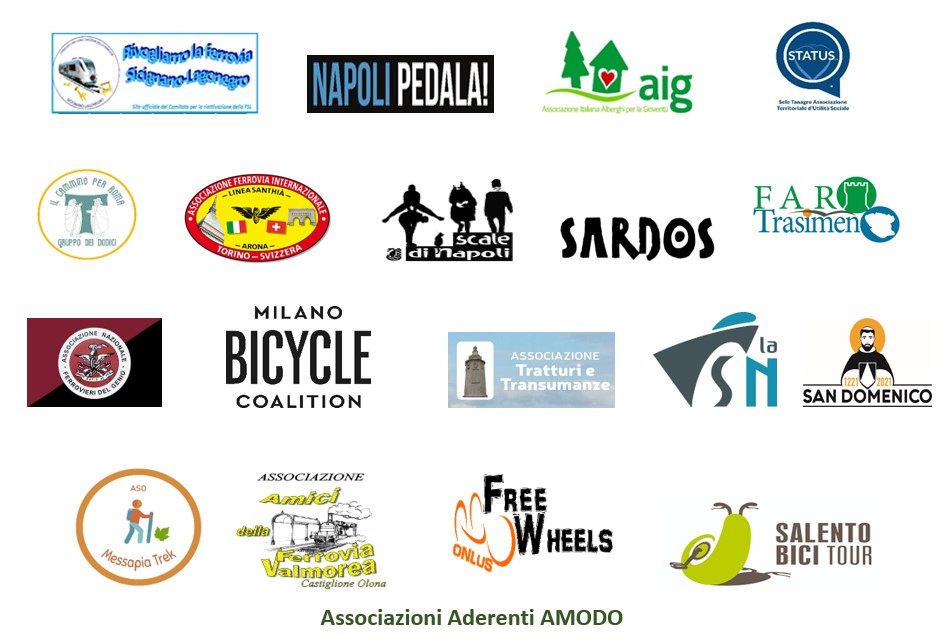 Rivogliamo la ferrovia
Sicignano-Lagonegro
Sito ufficiale del Comitato per la riattivazione della FSL
NAPOLI PEDALA!
aig
Associazione Italiana Alberghi per la Gioventù
STATUS
Sele Tanagro Associazione
Territoriale d'Utilità Sociale
IL CAMMINO PER ROMA
GRUPPO DEI DODICI
ASSOCIAZIONE FERROVIA INTERNAZIONALE
LINEA SANTHIÀ
ARONA
TORINO – SVIZZERA
scale
di Napoli
SARDOS
FARO
Trasimeno
ASSOCIAZIONE NAZIONALE
FERROVIERI DEL GENIO
MILANO
BICYCLE
COALITION
ASSOCIAZIONE
Tratturi e
Transumanze
la
SN
1221 2021
SAN DOMENICO
ASD
Messapia Trek
ASSOCIAZIONE
Amici
della
Ferrovia
Valmorea
Castiglione Olona
FREE
WHEELS
ONLUS
SALENTO
BICI TOUR
Associazioni Aderenti AMODO